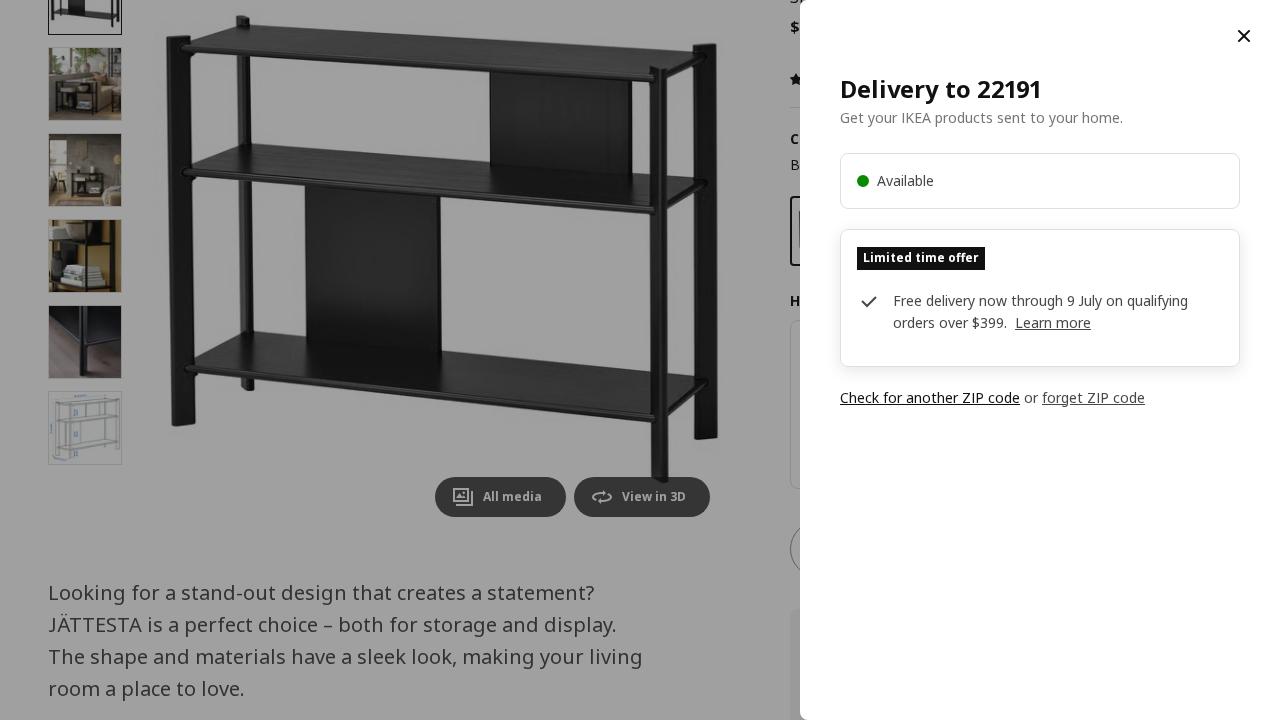 $
C
B
H
All media
View in 3D
Looking for a stand-out design that creates a statement?
JÄTTESTA is a perfect choice – both for storage and display.
The shape and materials have a sleek look, making your living
room a place to love.
Delivery to 22191
Get your IKEA products sent to your home.
Available
Limited time offer
Free delivery now through 9 July on qualifying
orders over $399. Learn more
Check for another ZIP code or forget ZIP code